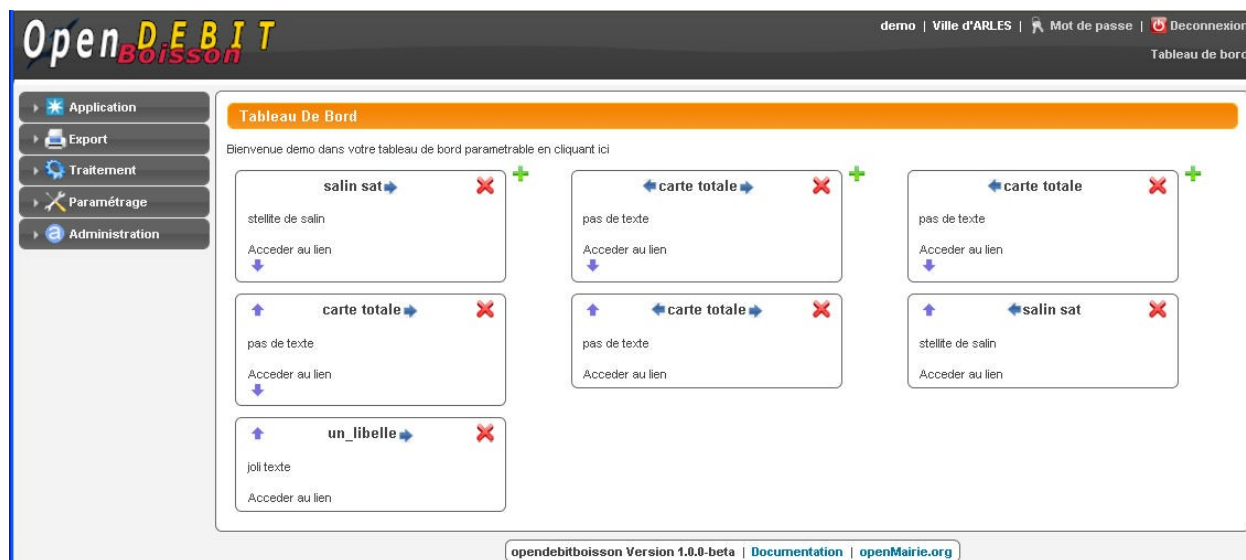 Open DEBIT Boisson
demo | Ville d'ARLES | Mot de passe | Deconnexion
Tableau de bord
Application
Export
Traitement
Paramétrage
Administration
Tableau De Bord
Bienvenue demo dans votre tableau de bord parametrable en cliquant ici
salin sat
stellite de salin
Acceder au lien
carte totale
pas de texte
Acceder au lien
carte totale
pas de texte
Acceder au lien
carte totale
pas de texte
Acceder au lien
carte totale
pas de texte
Acceder au lien
salin sat
stellite de salin
Acceder au lien
un_libelle
joli texte
Acceder au lien
opendebitboisson Version 1.0.0-beta | Documentation | openMairie.org